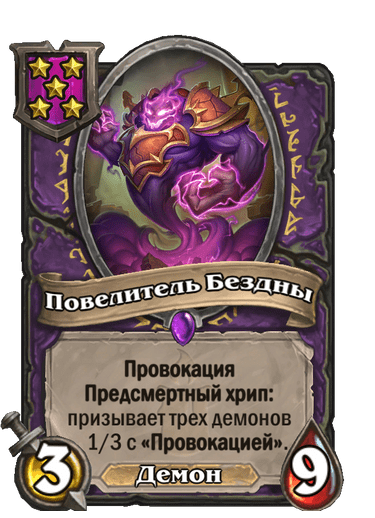 Повелитель Бездны
Провокация
Предсмертный хрип:
призывает трех демонов
1/3 с «Провокацией».
3
Демон
9